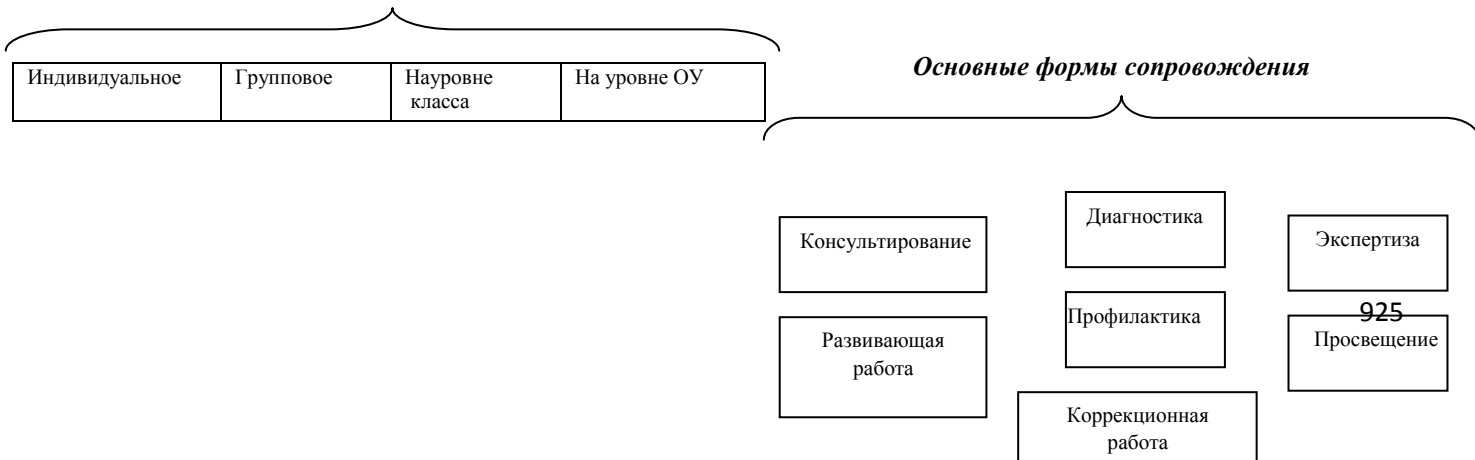 Индивидуальное
Групповое
Науровне
класса
На уровне ОУ
Основные формы сопровождения
Консультирование
Диагностика
Экспертиза
Развивающая
работа
Профилактика
925
Просвещение
Коррекционная
работа